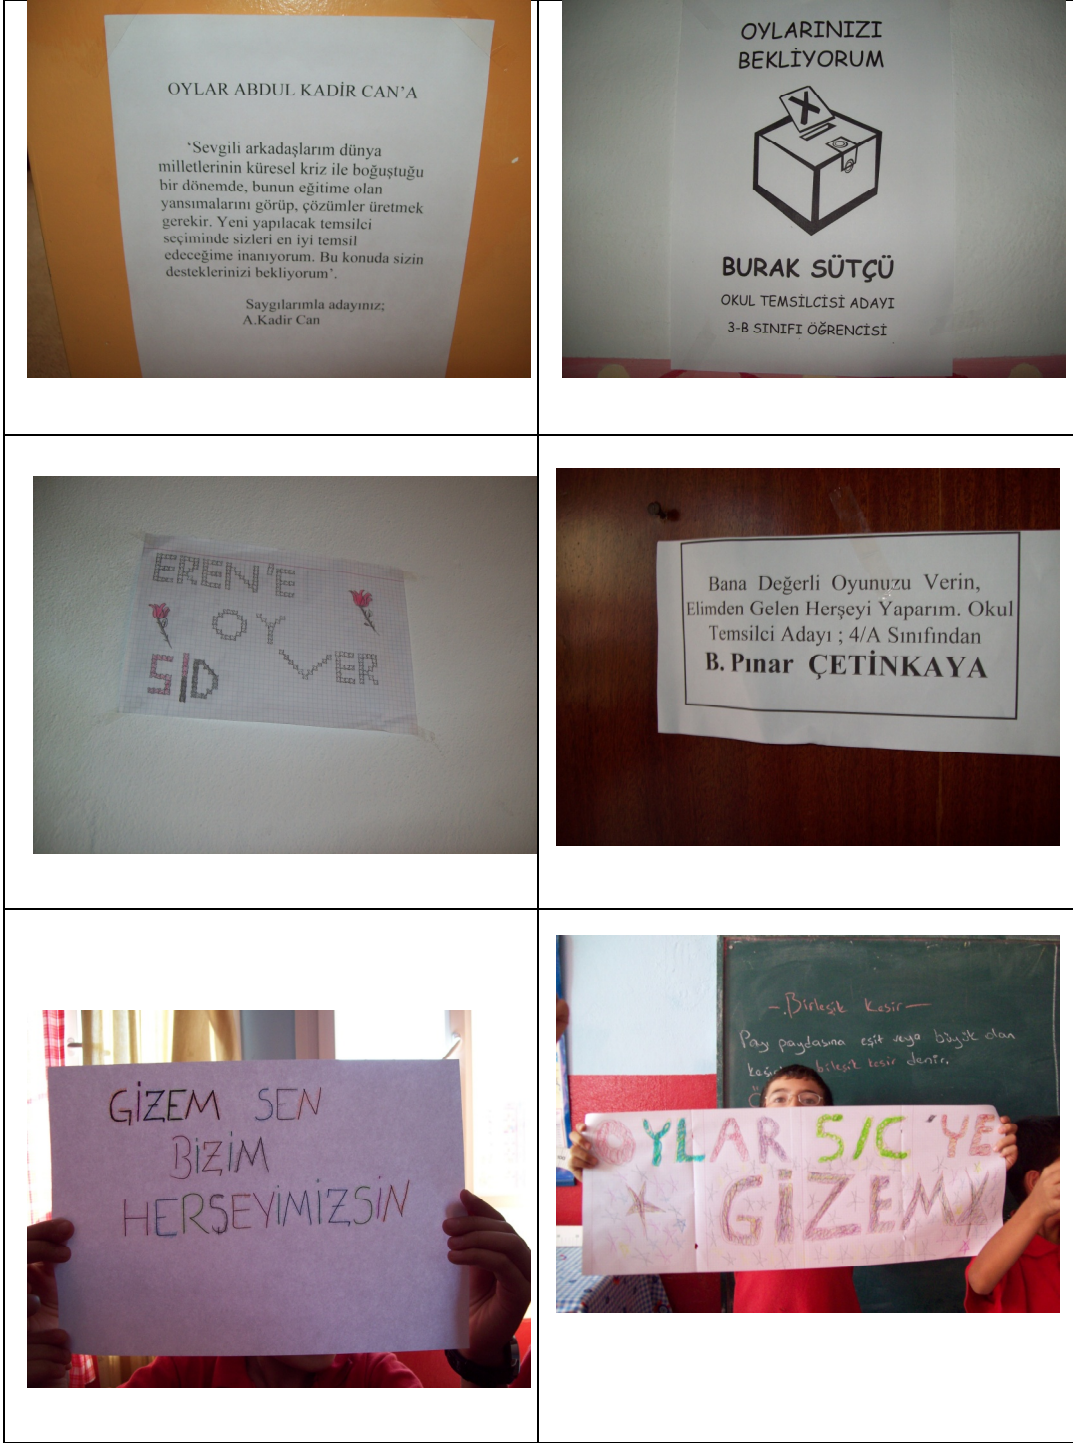 OYLAR ABDUL KADİR CAN'A
'Sevgili arkadaşlarım dünya
milletlerinin küresel kriz ile boğuştuğu
bir dönemde, bunun eğitime olan
yansımalarını görüp, çözümler üretmek
gerekir. Yeni yapılacak temsilci
seçiminde sizleri en iyi temsil
edeceğime inanıyorum. Bu konuda sizin
desteklerinizi bekliyorum'.
Saygılarımla adayınız;
A.Kadir Can
OYLARINIZI
BEKLİYORUM
X
BURAK SÜTÇÜ
OKUL TEMSİLCİSİ ADAYI
3-B SINIFI ÖĞRENCİSİ
EREN'E
OY
VER
5/D
Bana Değerli Oyunuzu Verin,
Elimden Gelen Herşeyi Yaparım. Okul
Temsilci Adayı ; 4/A Sınıfından
B. Pınar ÇETİNKAYA
GİZEM SEN
BİZİM
HERŞEYİMİZSİN
- Birleşik Kesir -
Pay paydasına eşit veya büyük olan
bileşik kesir denir.
OYLAR 5/C 'YE
GİZEM